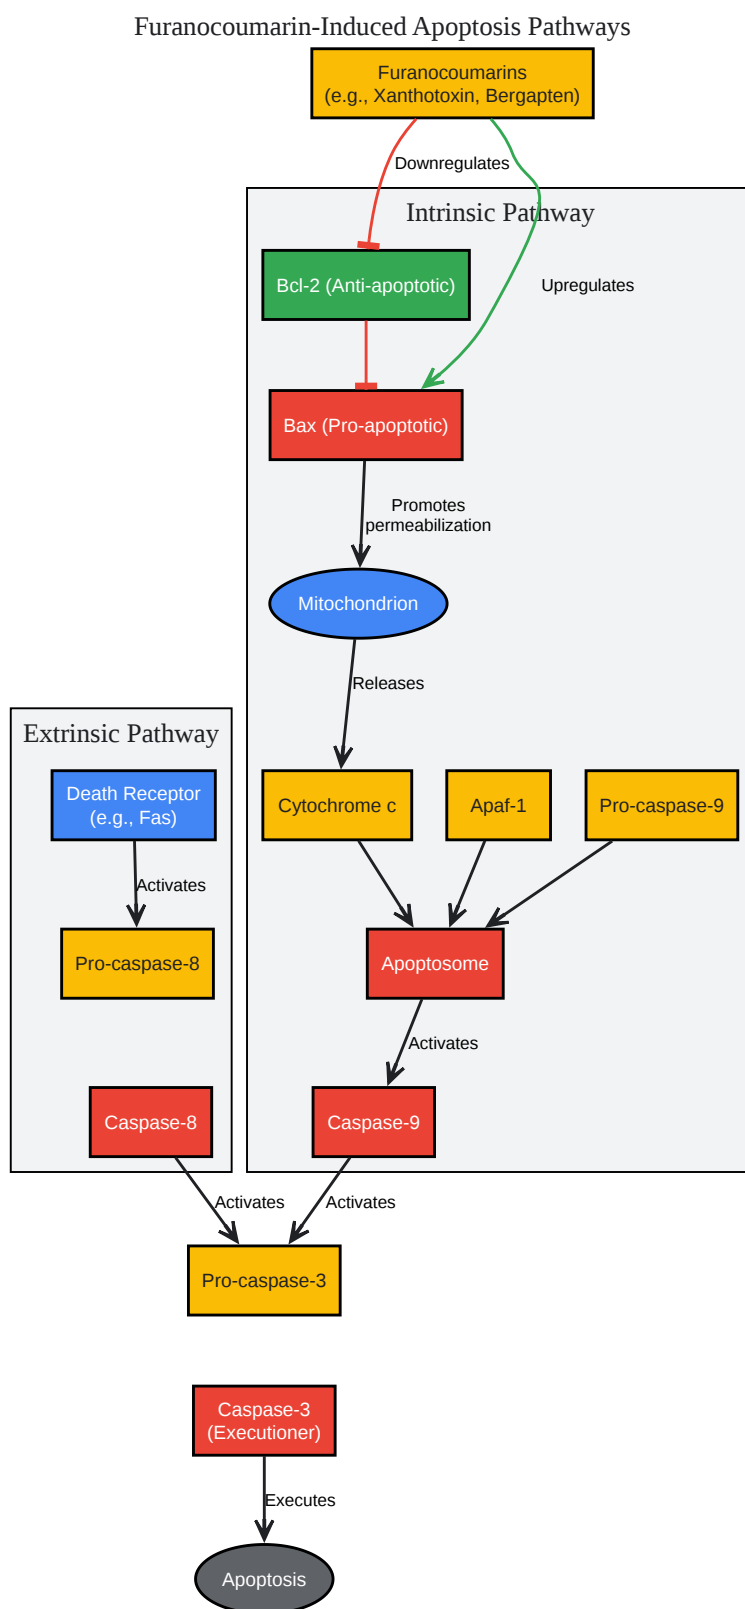 Furanocoumarin-Induced Apoptosis Pathways
Furanocoumarins
(e.g., Xanthotoxin, Bergapten)
Downregulates
Intrinsic Pathway
Bcl-2 (Anti-apoptotic)
Upregulates
Bax (Pro-apoptotic)
Promotes
permeabilization
Mitochondrion
Releases
Extrinsic Pathway
Death Receptor
(e.g., Fas)
Cytochrome c
Apaf-1
Pro-caspase-9
Activates
Pro-caspase-8
Apoptosome
Activates
Caspase-8
Caspase-9
Activates
Activates
Pro-caspase-3
Caspase-3
(Executioner)
Executes
Apoptosis